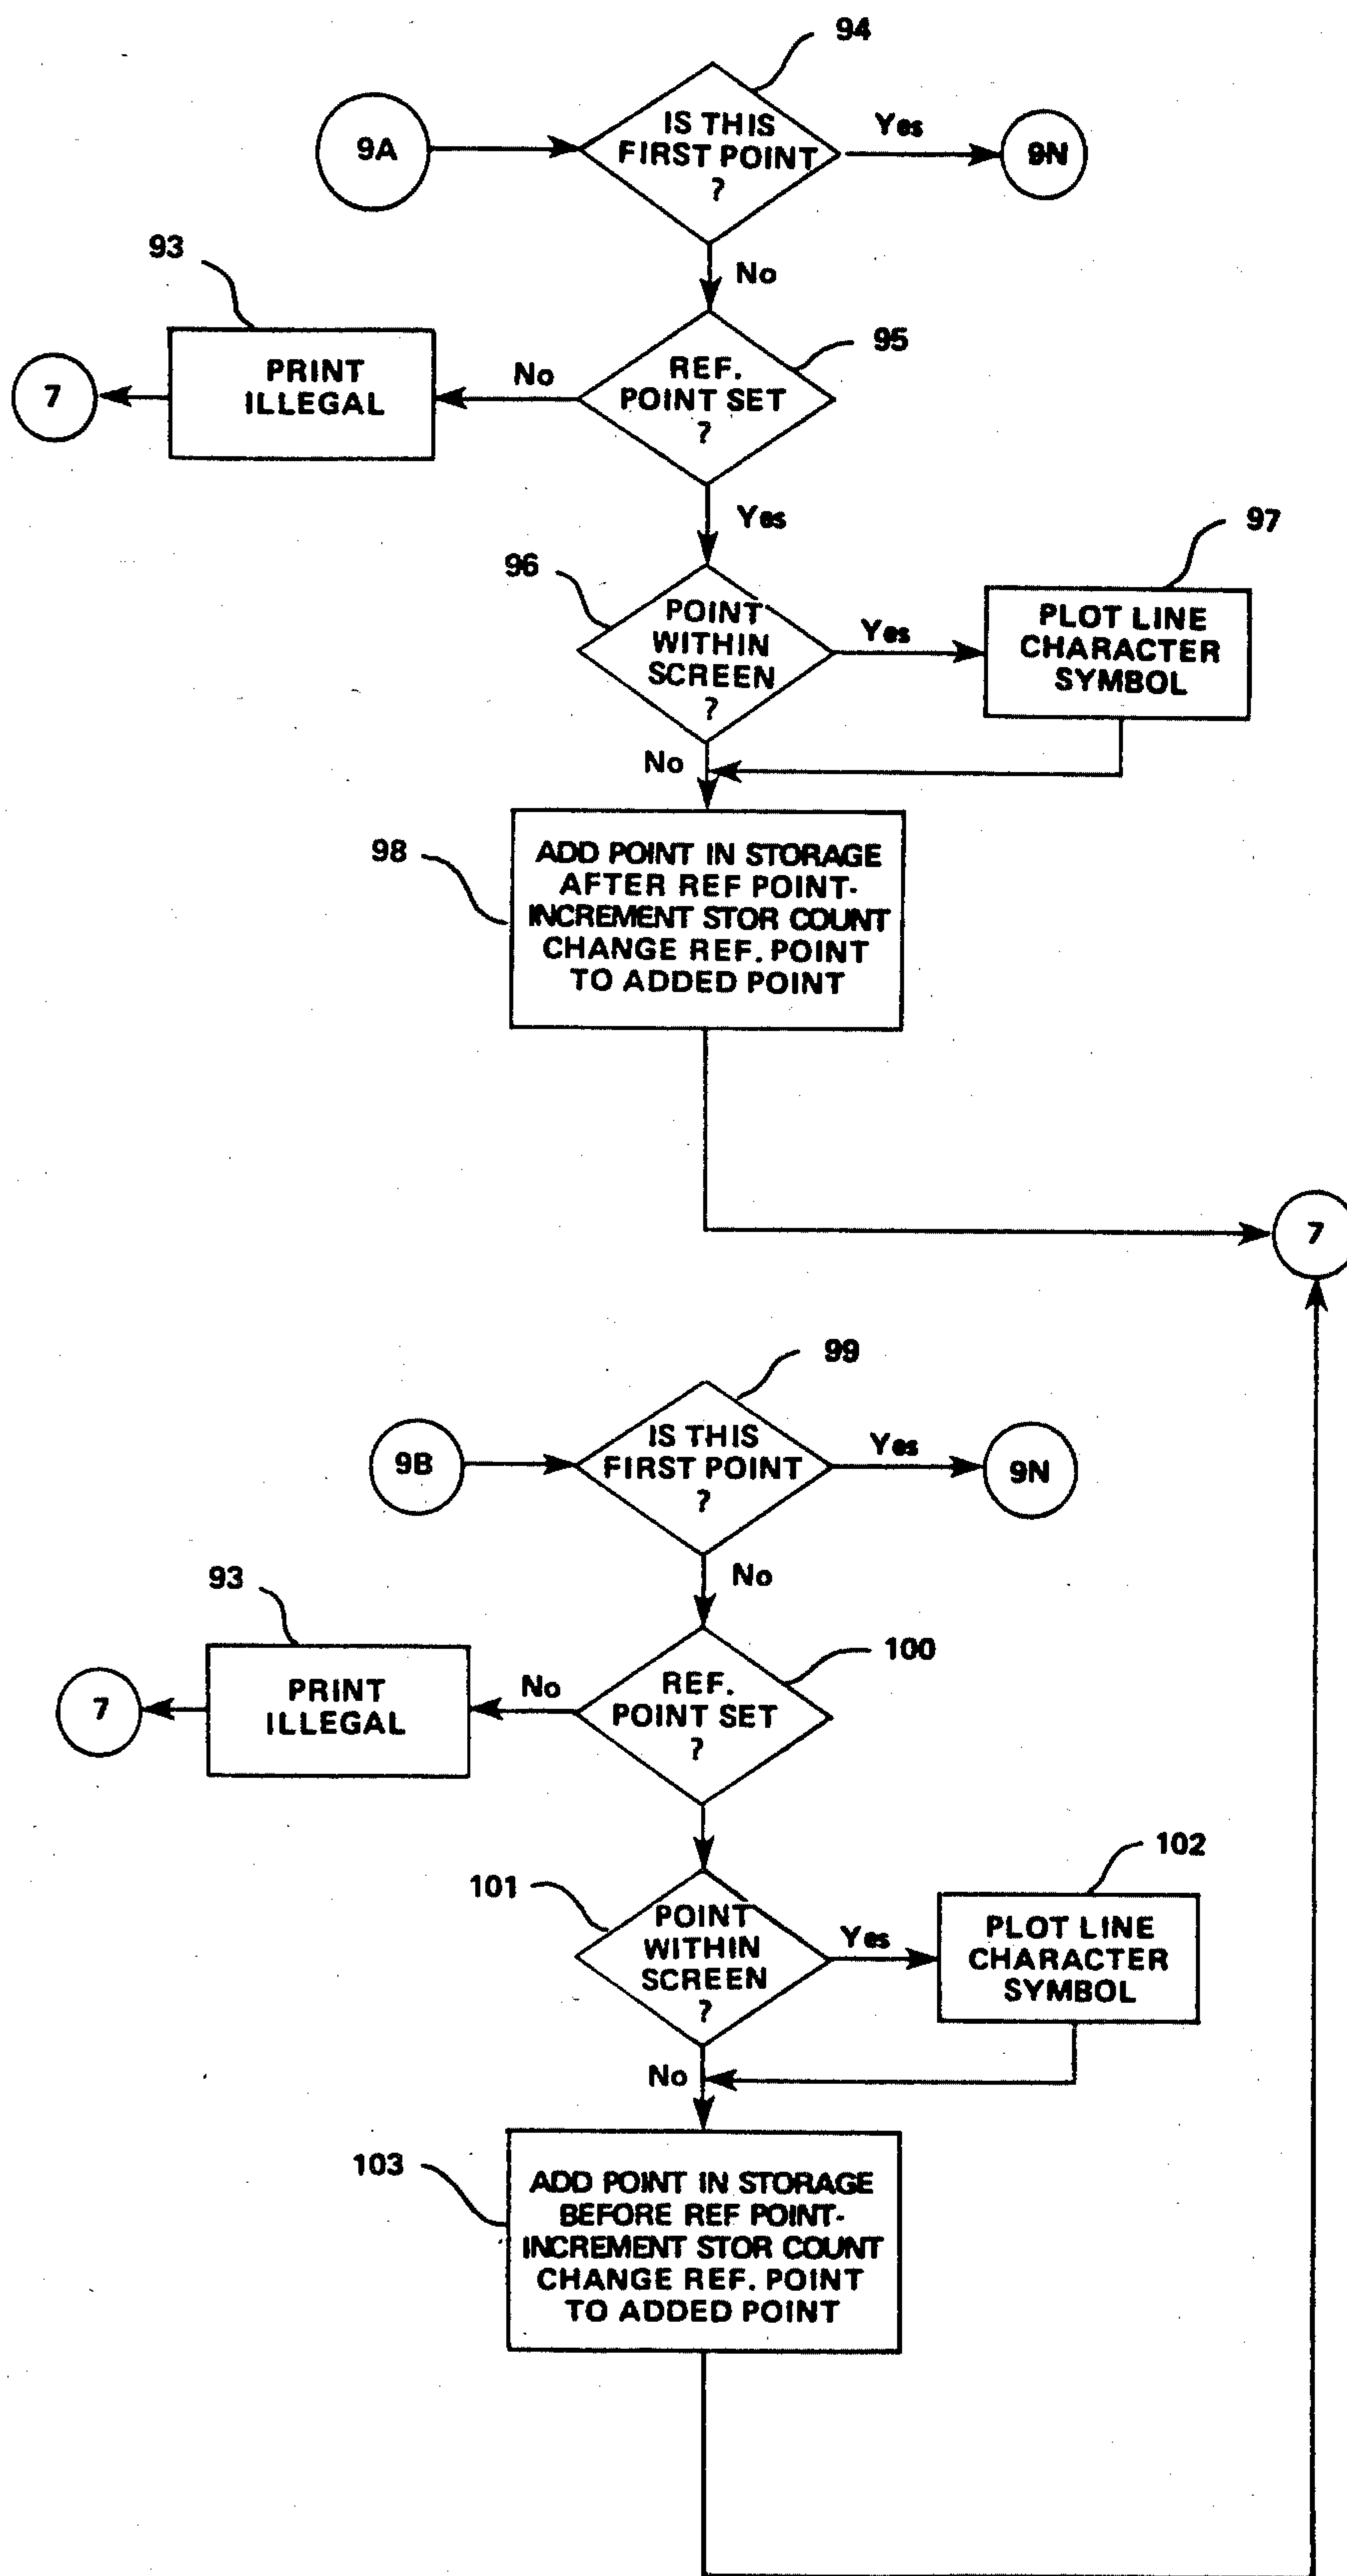 94
9A
IS THIS
FIRST POINT
?
Yes
9N
No
93
95
7
PRINT
ILLEGAL
No
REF.
POINT SET
?
Yes
96
97
POINT
WITHIN
SCREEN
?
Yes
PLOT LINE
CHARACTER
SYMBOL
No
98
ADD POINT IN STORAGE
AFTER REF POINT-
INCREMENT STOR COUNT
CHANGE REF. POINT
TO ADDED POINT
7
99
9B
IS THIS
FIRST POINT
?
Yes
9N
No
93
100
7
PRINT
ILLEGAL
No
REF.
POINT SET
?
101
102
POINT
WITHIN
SCREEN
?
Yes
PLOT LINE
CHARACTER
SYMBOL
No
103
ADD POINT IN STORAGE
BEFORE REF POINT-
INCREMENT STOR COUNT
CHANGE REF. POINT
TO ADDED POINT